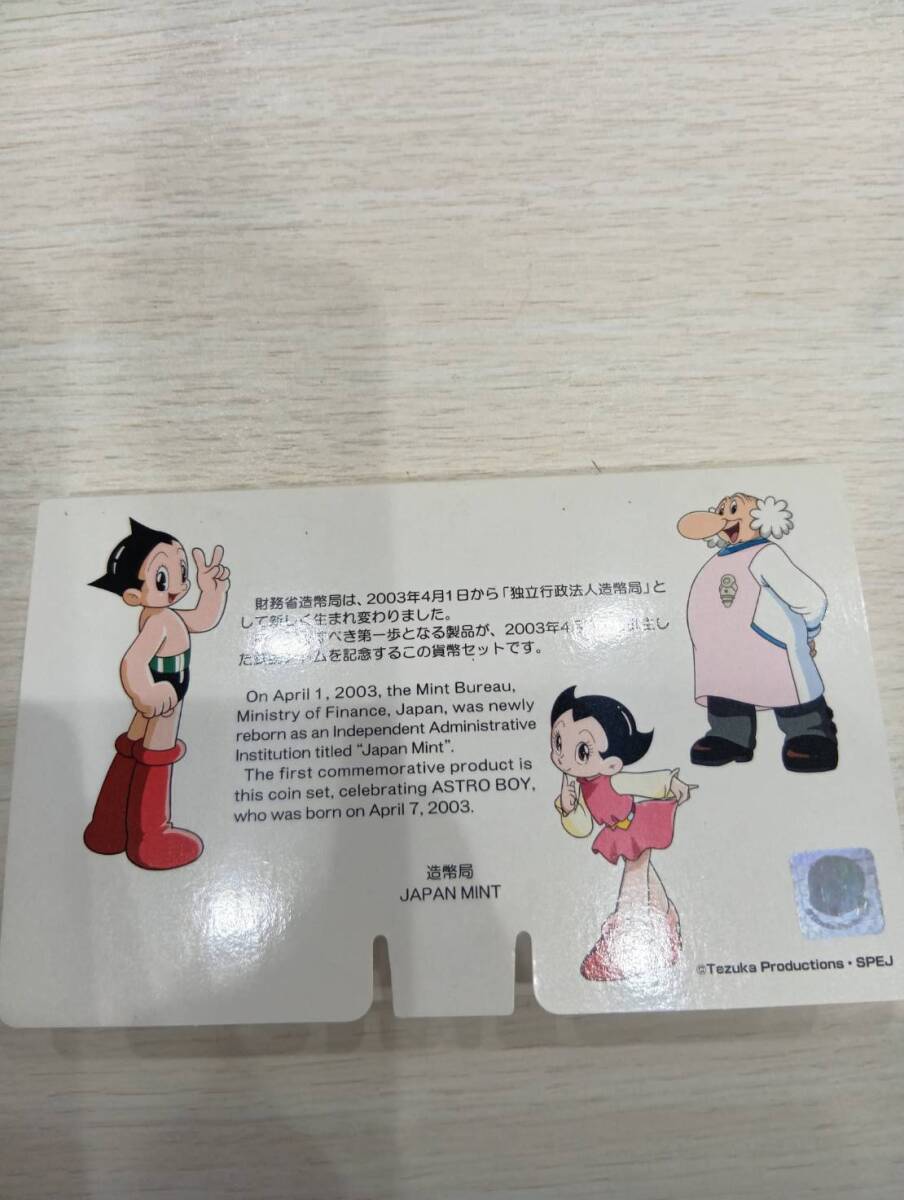 財務省造幣局は、2003年4月1日から「独立行政法人造幣局」と
して新しく生まれ変わりました。
すべき第一歩となる製品が、2003年4月
た鉄腕アトムを記念するこの貨幣セットです。
On April 1, 2003, the Mint Bureau,
Ministry of Finance, Japan, was newly
reborn as an Independent Administrative
Institution titled “Japan Mint”.
The first commemorative product is
this coin set, celebrating ASTRO BOY,
who was born on April 7, 2003.
造幣局
JAPAN MINT
©Tezuka Productions・SPEJ